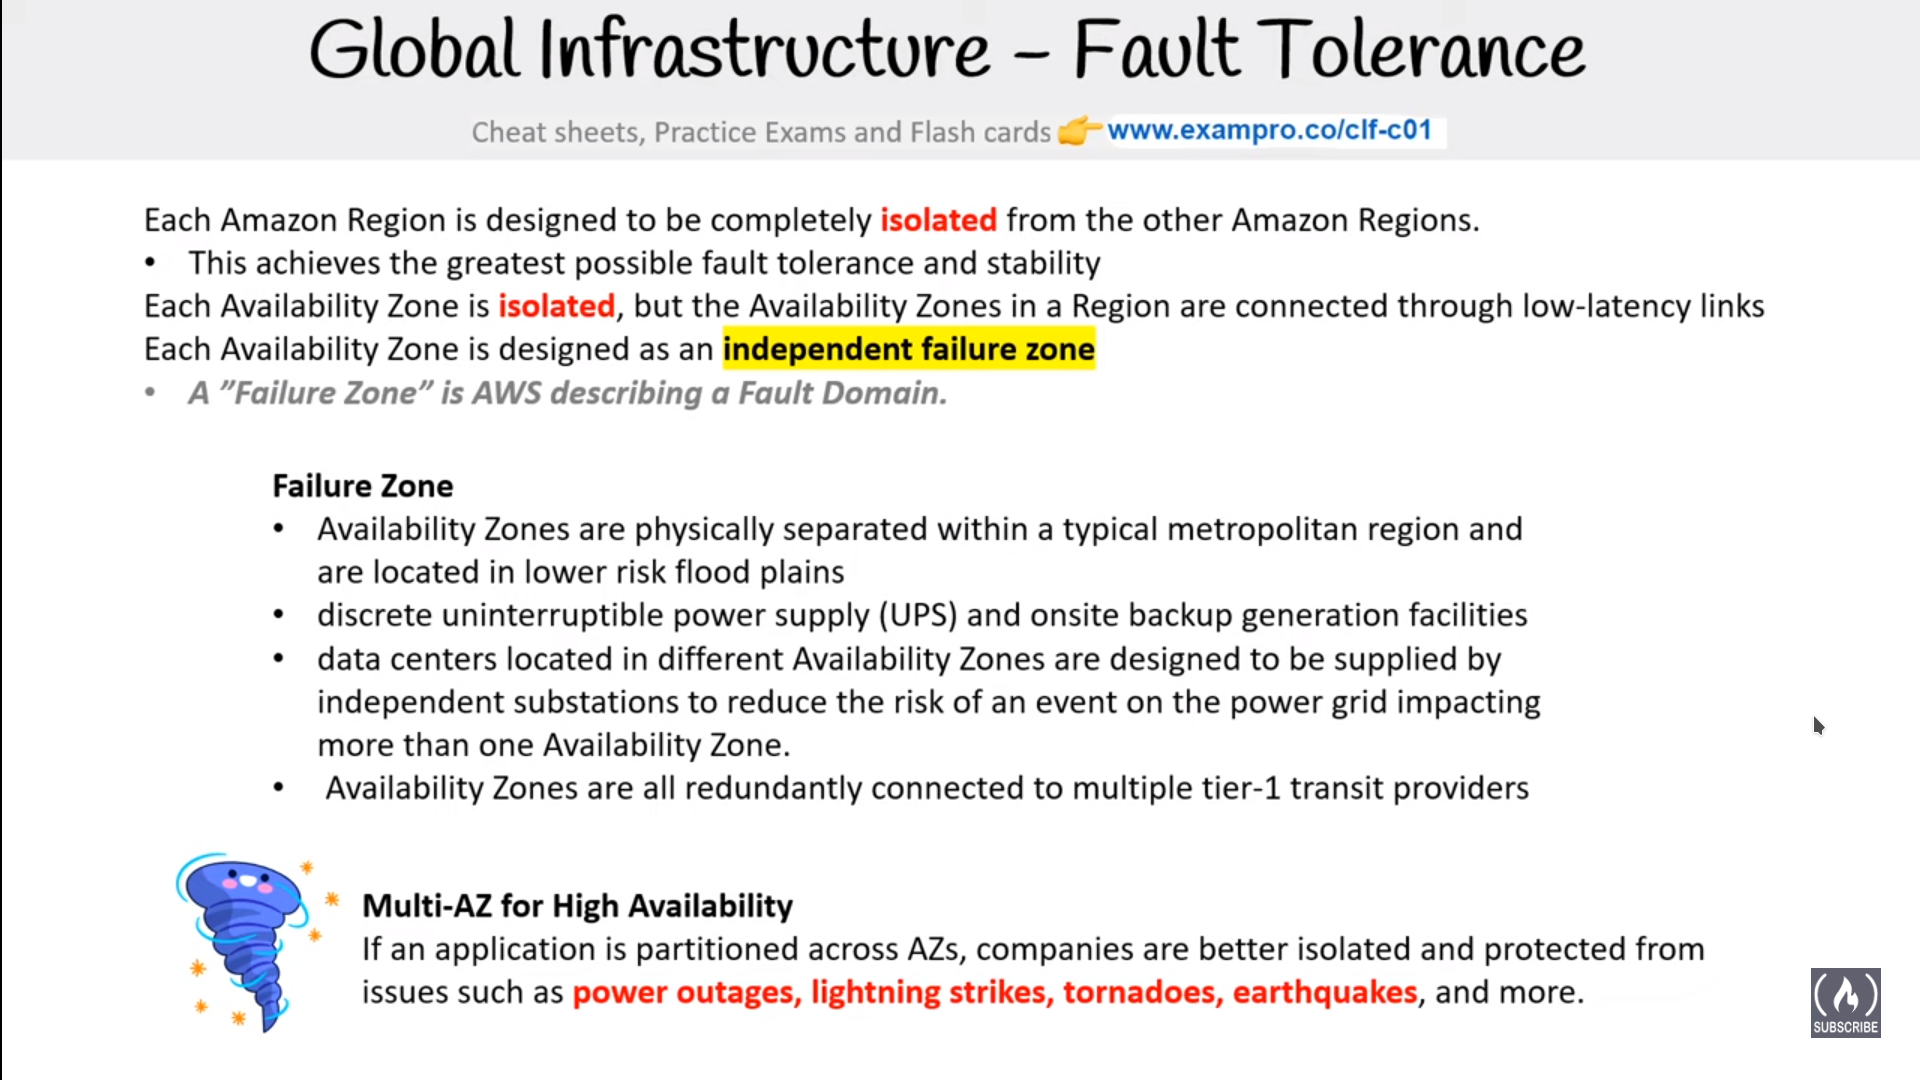 Global Infrastructure – Fault Tolerance
Cheat sheets, Practice Exams and Flash cards 👉www.exampro.co/clf-c01
Each Amazon Region is designed to be completely isolated from the other Amazon Regions.
• This achieves the greatest possible fault tolerance and stability
Each Availability Zone is isolated, but the Availability Zones in a Region are connected through low-latency links
Each Availability Zone is designed as an independent failure zone
• A ”Failure Zone” is AWS describing a Fault Domain.
Failure Zone
• Availability Zones are physically separated within a typical metropolitan region and
are located in lower risk flood plains
• discrete uninterruptible power supply (UPS) and onsite backup generation facilities
• data centers located in different Availability Zones are designed to be supplied by
independent substations to reduce the risk of an event on the power grid impacting
more than one Availability Zone.
• Availability Zones are all redundantly connected to multiple tier-1 transit providers
Multi-AZ for High Availability
If an application is partitioned across AZs, companies are better isolated and protected from
issues such as power outages, lightning strikes, tornadoes, earthquakes, and more.
SUBSCRIBE